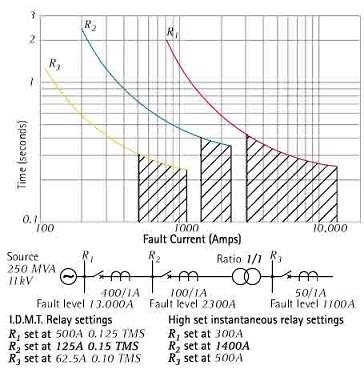 3
2
1
0.1
Time (seconds)
R3
R2
R1
100
1000
10.000
Fault Current (Amps)
Source
250 MVA
11kV
R1
R2
Ratio 1/1
R3
400/1A
100/1A
50/1A
Fault level 13.000A
Fault level 2300A
Fault level 1100A
I.D.M.T. Relay settings
R1 set at 500A 0.125 TMS
R2 set at 125A 0.15 TMS
R3 set at 62.5A 0.10 TMS
High set instantaneous relay settings
R1 set at 300A
R2 set at 1400A
R3 set at 500A